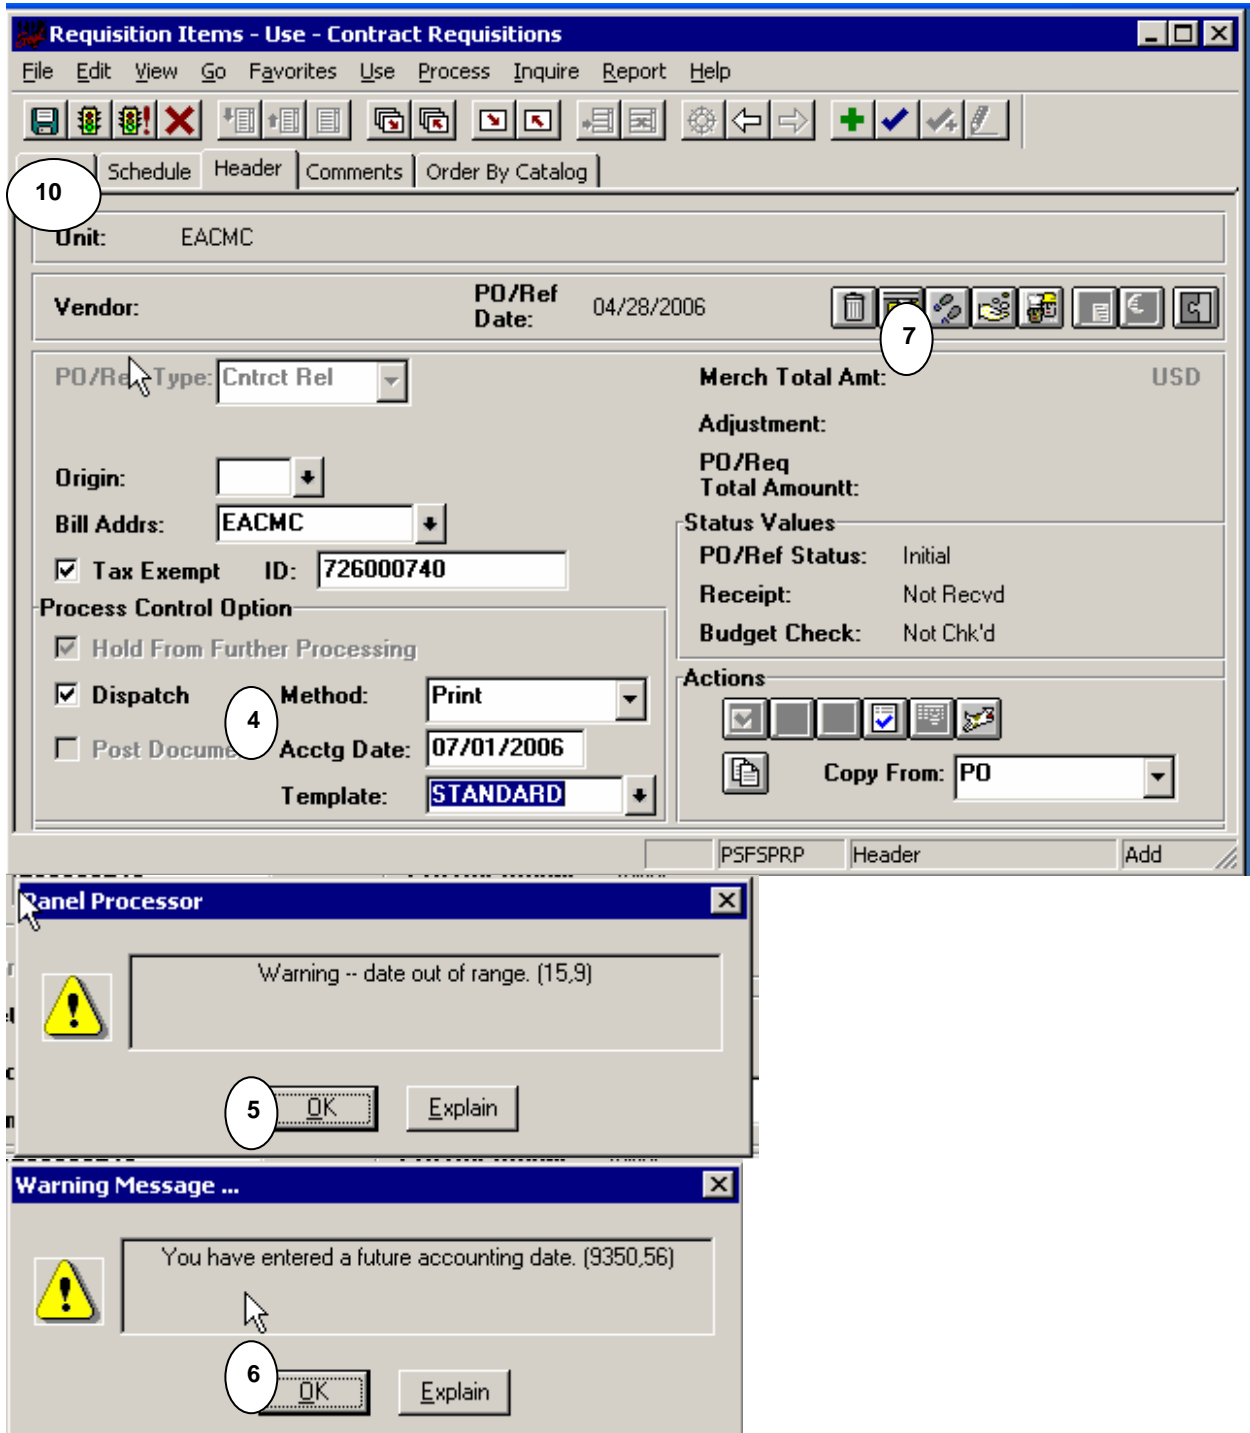 Requisition Items - Use - Contract Requisitions
File Edit View Go Favorites Use Process Inquire Report Help
10 Schedule Header Comments Order By Catalog
Unit: EACMC
Vendor: PO/Ref Date: 04/28/2006
7
PO/Re Type: Cntrct Rel Merch Total Amt: USD
Adjustment:
Origin: PO/Req Total Amountt:
Bill Addrs: EACMC Status Values
Tax Exempt ID: 726000740 PO/Ref Status: Initial
Process Control Option Receipt: Not Recvd
Hold From Further Processing Budget Check: Not Chk'd
Dispatch 4 Method: Print Actions
Post Docume Acctg Date: 07/01/2006 Copy From: PO
Template: STANDARD
PSFSPRP Header Add
Panel Processor
Warning -- date out of range. (15,9)
5 OK Explain
Warning Message ...
You have entered a future accounting date. (9350,56)
6 OK Explain